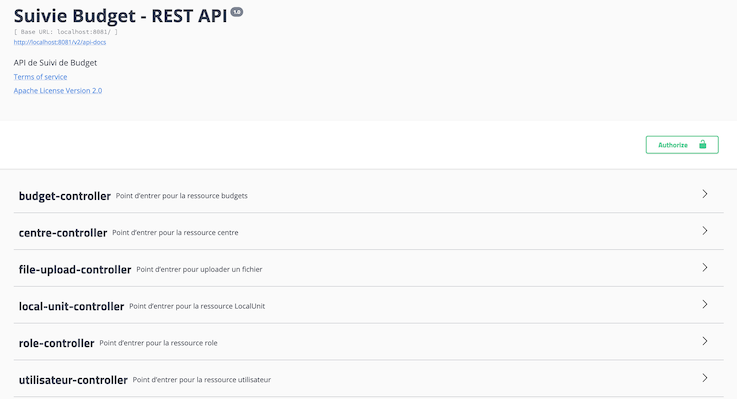 Suivie Budget - REST API 1.0
[ Base URL: localhost:8081/ ]
http://localhost:8081/v2/api-docs
API de Suivi de Budget
Terms of service
Apache License Version 2.0
Authorize
budget-controller Point d'entrer pour la ressource budgets
centre-controller Point d'entrer pour la ressource centre
file-upload-controller Point d'entrer pour uploader un fichier
local-unit-controller Point d'entrer pour la ressource LocalUnit
role-controller Point d'entrer pour la ressource role
utilisateur-controller Point d'entrer pour la ressource utilisateur